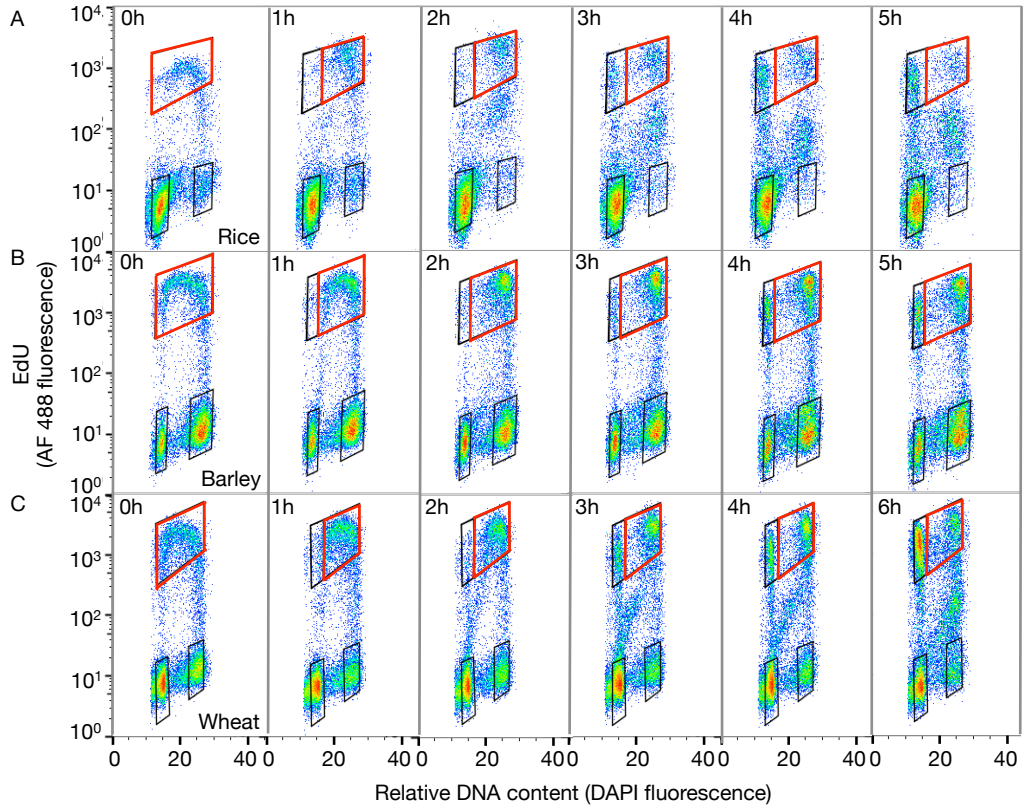 A
0h
1h
2h
3h
4h
5h
10⁴
10³
10²
10¹
10⁰
Rice
B
0h
1h
2h
3h
4h
5h
10⁴
10³
10²
10¹
10⁰
Barley
EdU
(AF 488 fluorescence)
C
0h
1h
2h
3h
4h
6h
10⁴
10³
10²
10¹
10⁰
Wheat
0 20 40 0 20 40 0 20 40 0 20 40 0 20 40 0 20 40
Relative DNA content (DAPI fluorescence)